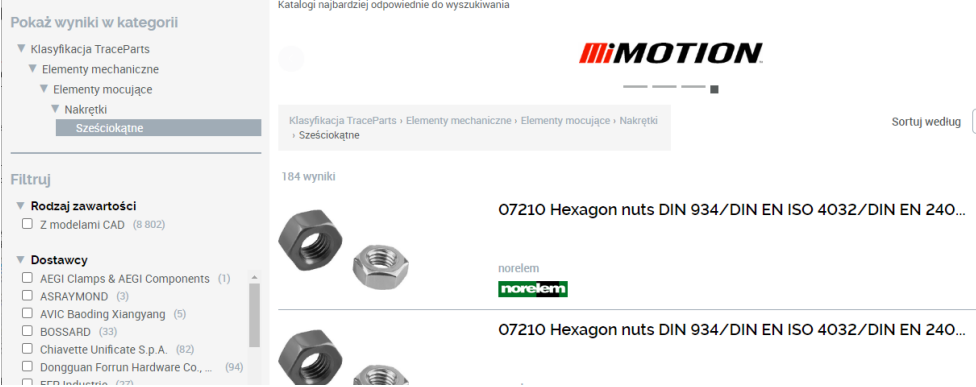 Katalogi najbardziej odpowiednie do wyszukiwania
Pokaż wyniki w kategorii
Klasyfikacja TraceParts
Elementy mechaniczne
Elementy mocujące
Nakrętki
Sześciokątne
Filtruj
Rodzaj zawartości
Z modelami CAD (8 802)
Dostawcy
AEGI Clamps & AEGI Components (1)
ASRAYMOND (3)
AVIC Baoding Xiangyang (5)
BOSSARD (33)
Chiavette Unificate S.p.A. (82)
Dongguan Forrun Hardware Co., ... (94)
MiMOTION
Klasyfikacja TraceParts › Elementy mechaniczne › Elementy mocujące › Nakrętki
› Sześciokątne
Sortuj według
184 wyniki
07210 Hexagon nuts DIN 934/DIN EN ISO 4032/DIN EN 240...
norelem
norelem
07210 Hexagon nuts DIN 934/DIN EN ISO 4032/DIN EN 240...